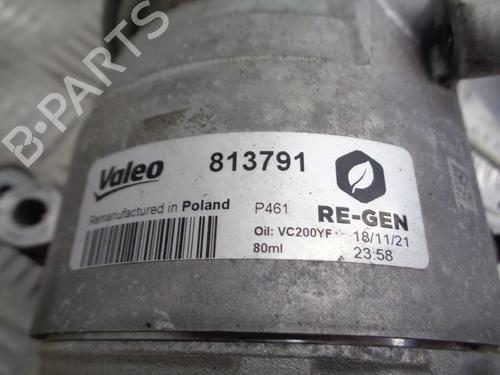 B-PARTS
Valeo 813791
Remanufactured in Poland P461 RE-GEN
Oil: VC200YF 18/11/21
80ml 23:58